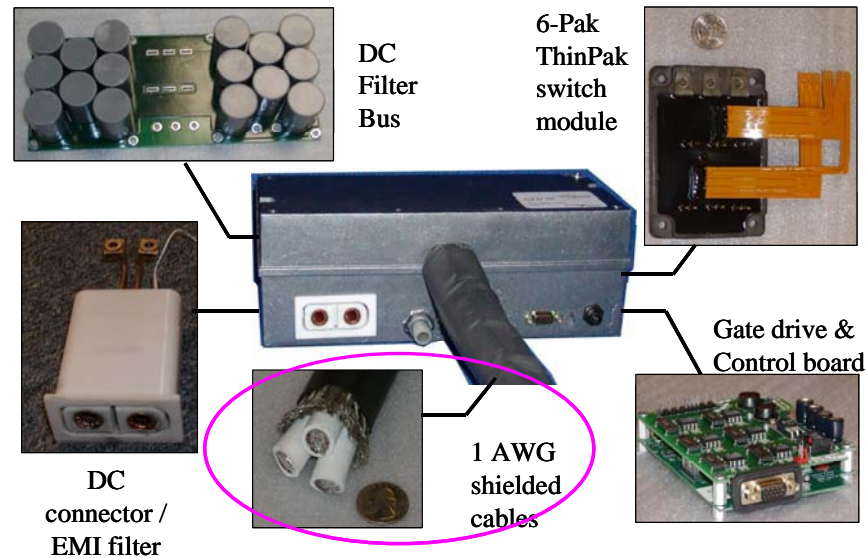 DC
Filter
Bus
6-Pak
ThinPak
switch
module
Gate drive &
Control board
1 AWG
shielded
cables
DC
connector /
EMI filter